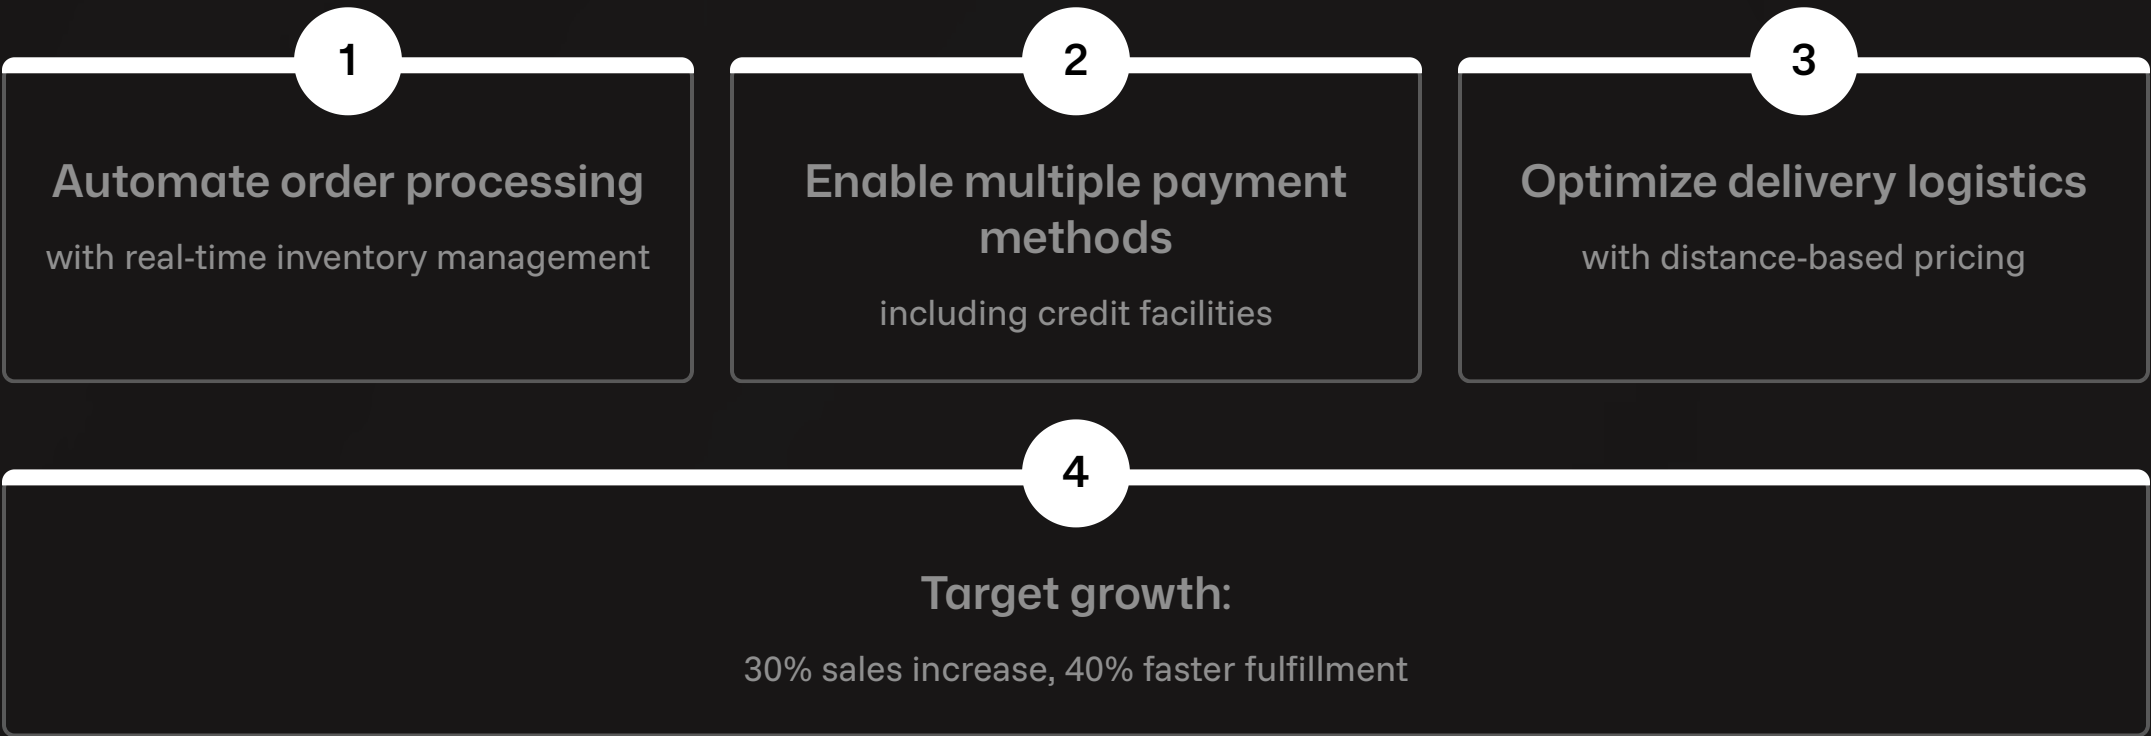 1
Automate order processing
with real-time inventory management
2
Enable multiple payment
methods
including credit facilities
3
Optimize delivery logistics
with distance-based pricing
4
Target growth:
30% sales increase, 40% faster fulfillment